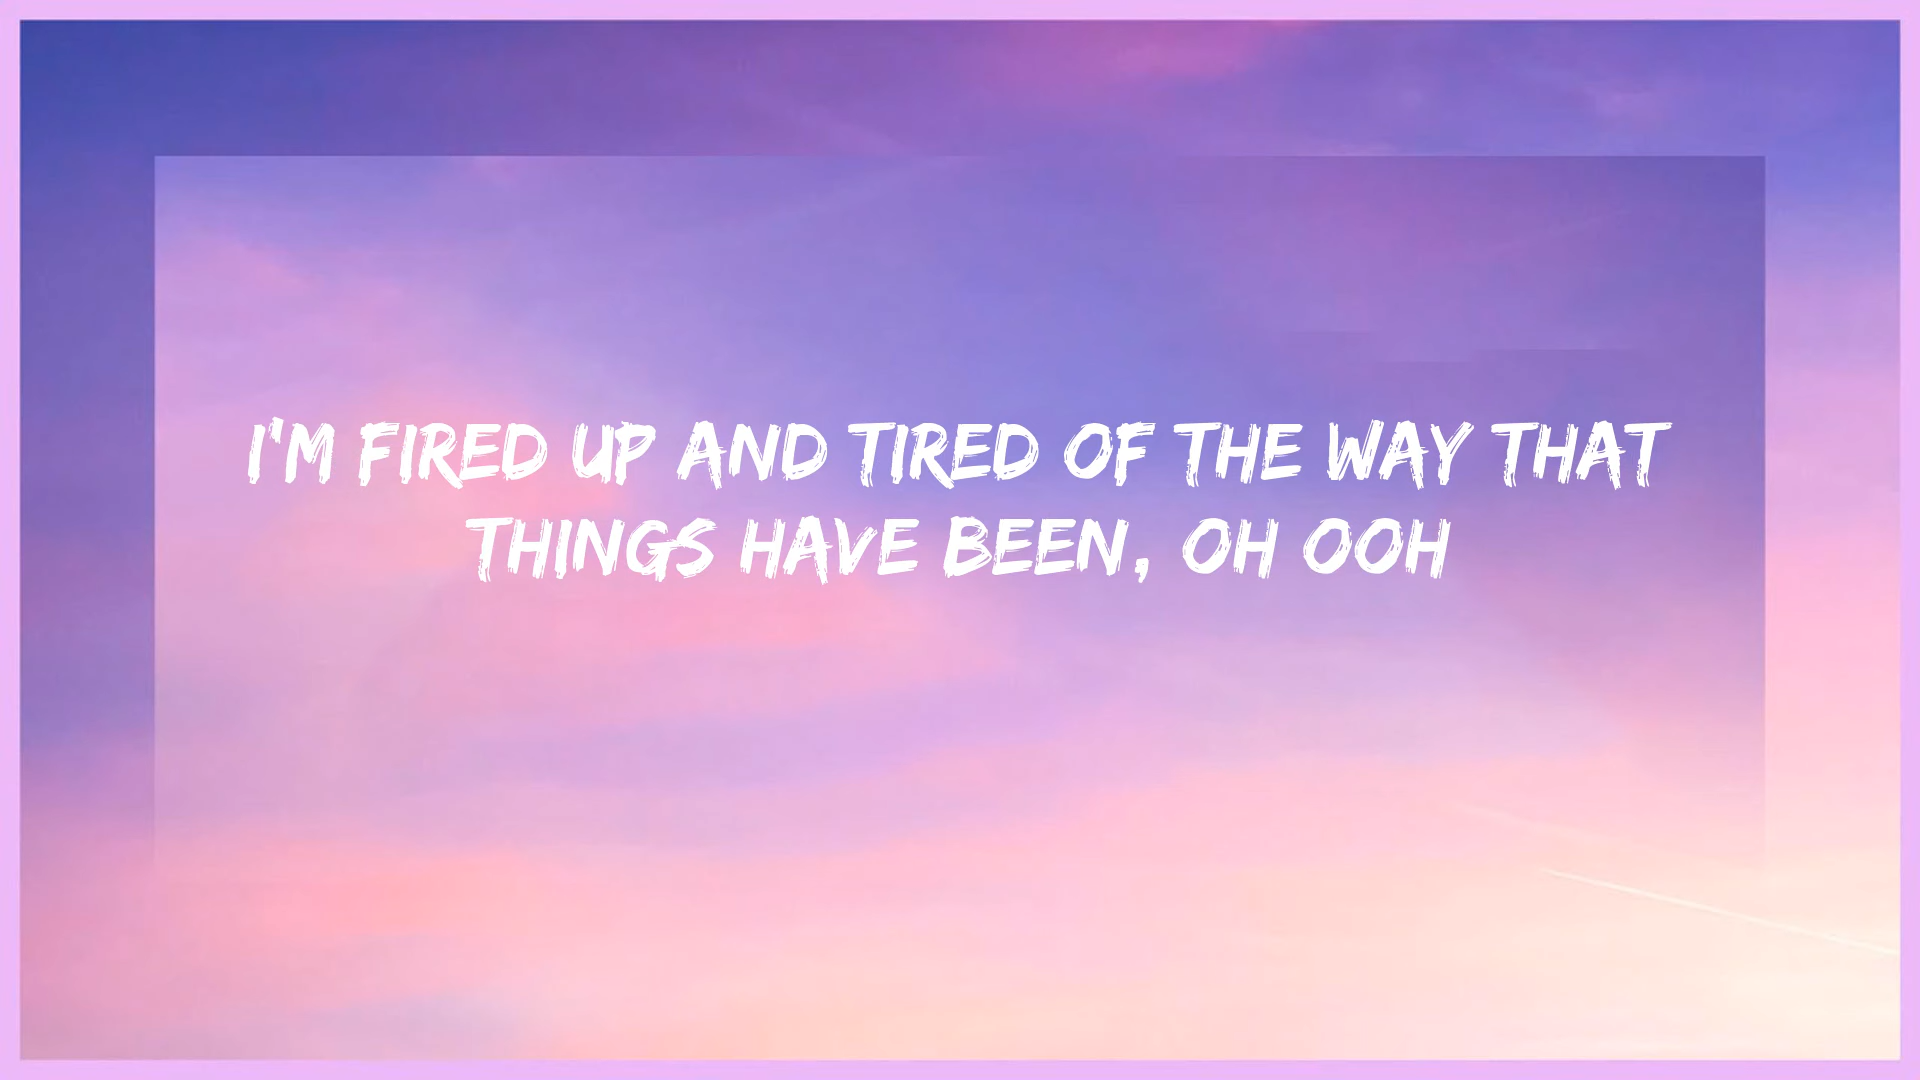 I'M FIRED UP AND TIRED OF THE WAY THAT
THINGS HAVE BEEN, OH OOH